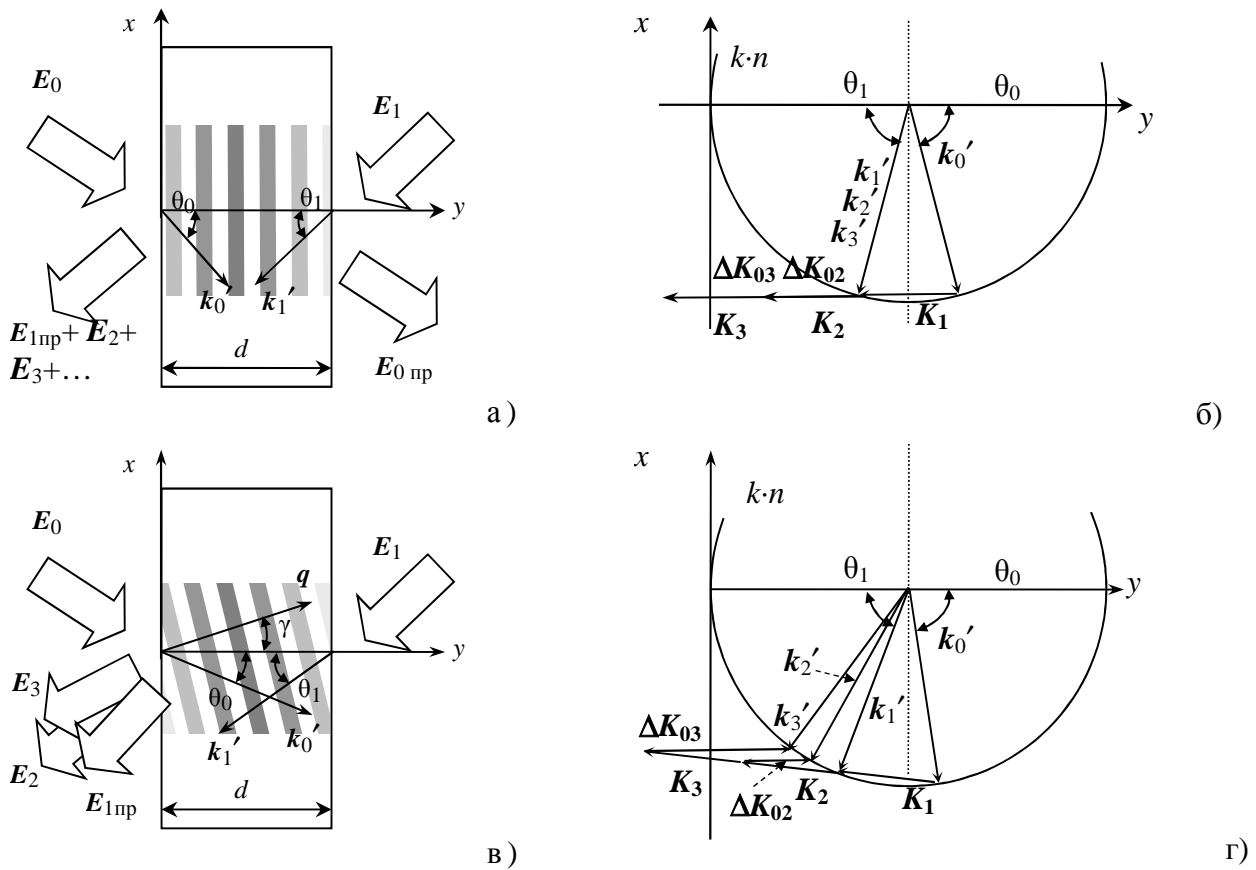 x
E₀
E₁
θ₀
θ₁
y
k₀′
k₁′
E₁пр+ E₂+
E₃+…
d
E₀ пр
а )
x
k·n
θ₁
θ₀
y
k₀′
k₁′
k₂′
k₃′
ΔK₀₃ ΔK₀₂
K₃
K₂
K₁
б)
x
E₀
E₁
q
γ
y
E₃
θ₀
θ₁
k₁′
k₀′
E₂
E₁пр
d
в )
x
k·n
θ₁
θ₀
y
k₀′
k₂′
k₁′
k₃′
ΔK₀₃
K₃
K₂
K₁
ΔK₀₂
г)